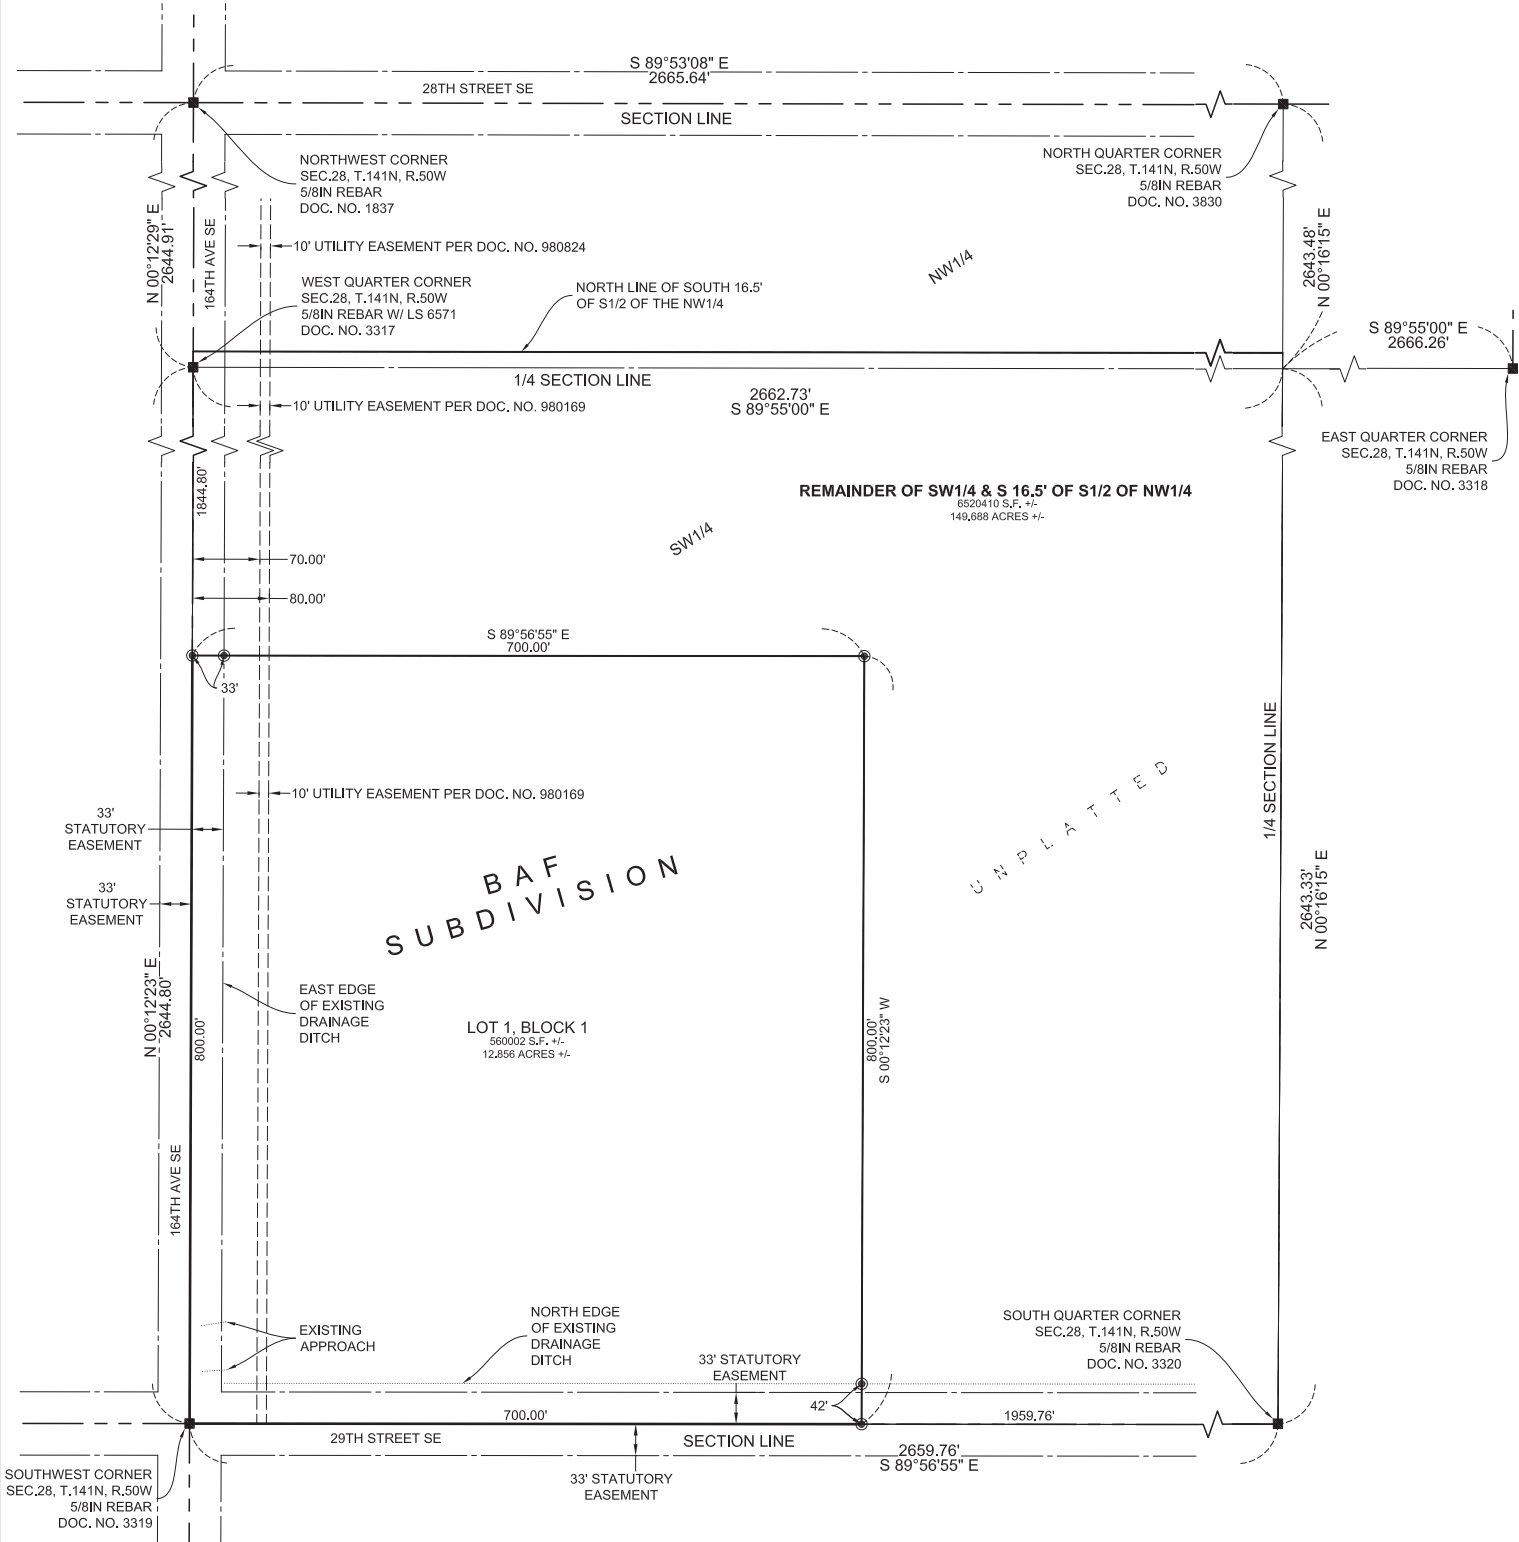 S 89°53'08" E
2665.64'
28TH STREET SE
SECTION LINE
NORTHWEST CORNER
SEC.28, T.141N, R.50W
5/8IN REBAR
DOC. NO. 1837
NORTH QUARTER CORNER
SEC.28, T.141N, R.50W
5/8IN REBAR
DOC. NO. 3830
N 00°12'29" E
2644.91'
164TH AVE SE
10' UTILITY EASEMENT PER DOC. NO. 980824
NW1/4
2643.48'
N 00°16'15" E
WEST QUARTER CORNER
SEC.28, T.141N, R.50W
5/8IN REBAR W/ LS 6571
DOC. NO. 3317
NORTH LINE OF SOUTH 16.5'
OF S1/2 OF THE NW1/4
S 89°55'00" E
2666.26'
1/4 SECTION LINE
2662.73'
S 89°55'00" E
10' UTILITY EASEMENT PER DOC. NO. 980169
EAST QUARTER CORNER
SEC.28, T.141N, R.50W
5/8IN REBAR
DOC. NO. 3318
1844.80'
REMAINDER OF SW1/4 & S 16.5' OF S1/2 OF NW1/4
6520410 S.F. +/-
149.688 ACRES +/-
SW1/4
70.00'
80.00'
S 89°56'55" E
700.00'
33'
1/4 SECTION LINE
10' UTILITY EASEMENT PER DOC. NO. 980169
33'
STATUTORY
EASEMENT
33'
STATUTORY
EASEMENT
BAF
SUBDIVISION
UNPLATTED
2643.33'
N 00°16'15" E
N 00°12'23" E
2644.80'
800.00'
EAST EDGE
OF EXISTING
DRAINAGE
DITCH
LOT 1, BLOCK 1
560002 S.F. +/-
12.856 ACRES +/-
800.00'
S 00°12'23" W
164TH AVE SE
EXISTING
APPROACH
NORTH EDGE
OF EXISTING
DRAINAGE
DITCH
33' STATUTORY
EASEMENT
SOUTH QUARTER CORNER
SEC.28, T.141N, R.50W
5/8IN REBAR
DOC. NO. 3320
42'
700.00'
1959.76'
29TH STREET SE
SECTION LINE
2659.76'
S 89°56'55" E
33' STATUTORY
EASEMENT
SOUTHWEST CORNER
SEC.28, T.141N, R.50W
5/8IN REBAR
DOC. NO. 3319